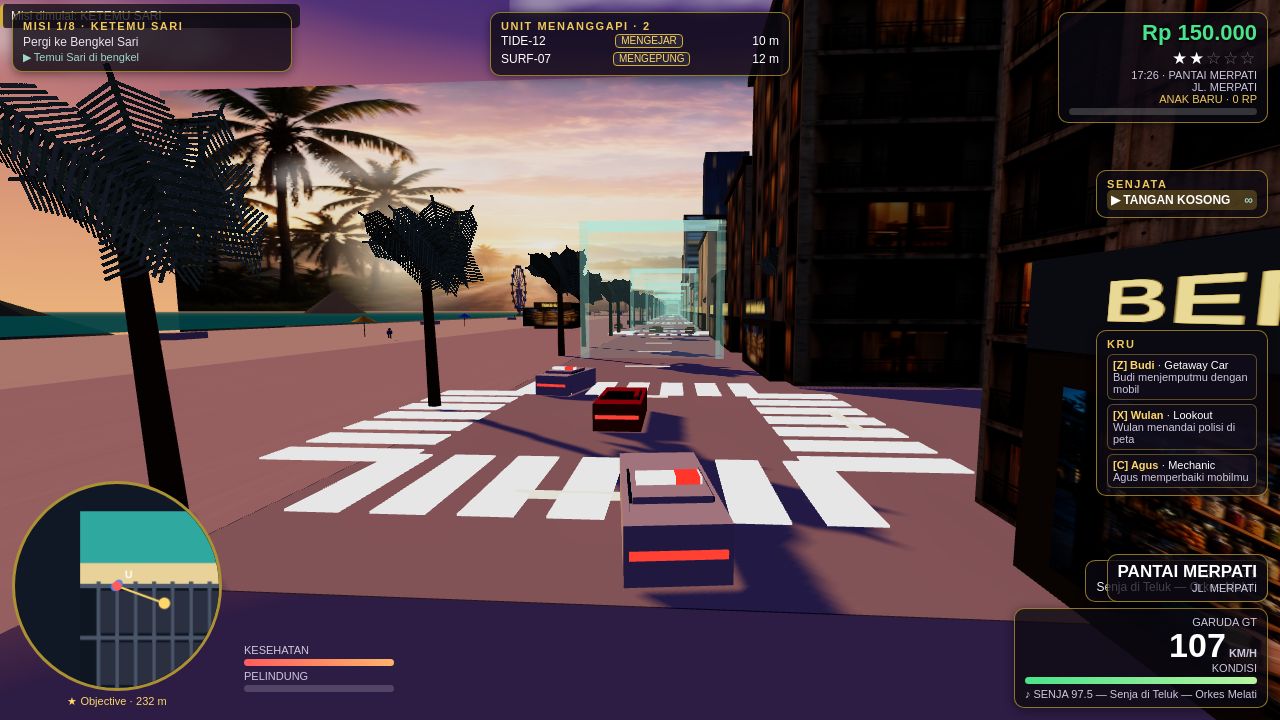 Misi dimulai: KETEMU SARI
MISI 1/8 · KETEMU SARI
Pergi ke Bengkel Sari
▶ Temui Sari di bengkel
UNIT MENANGGAPI · 2
TIDE-12 MENGEJAR 10 m
SURF-07 MENGEPUNG 12 m
Rp 150.000
★★☆☆☆
17:26 · PANTAI MERPATI
JL. MERPATI
ANAK BARU · 0 RP
SENJATA
▶ TANGAN KOSONG ∞
BEI
KRU
[Z] Budi · Getaway Car
Budi menjemputmu dengan
mobil
[X] Wulan · Lookout
Wulan menandai polisi di
peta
[C] Agus · Mechanic
Agus memperbaiki mobilmu
PANTAI MERPATI
JL. MERPATI
GARUDA GT
107 KM/H
KONDISI
♪ SENJA 97.5 — Senja di Teluk — Orkes Melati
U
★ Objective · 232 m
KESEHATAN
PELINDUNG